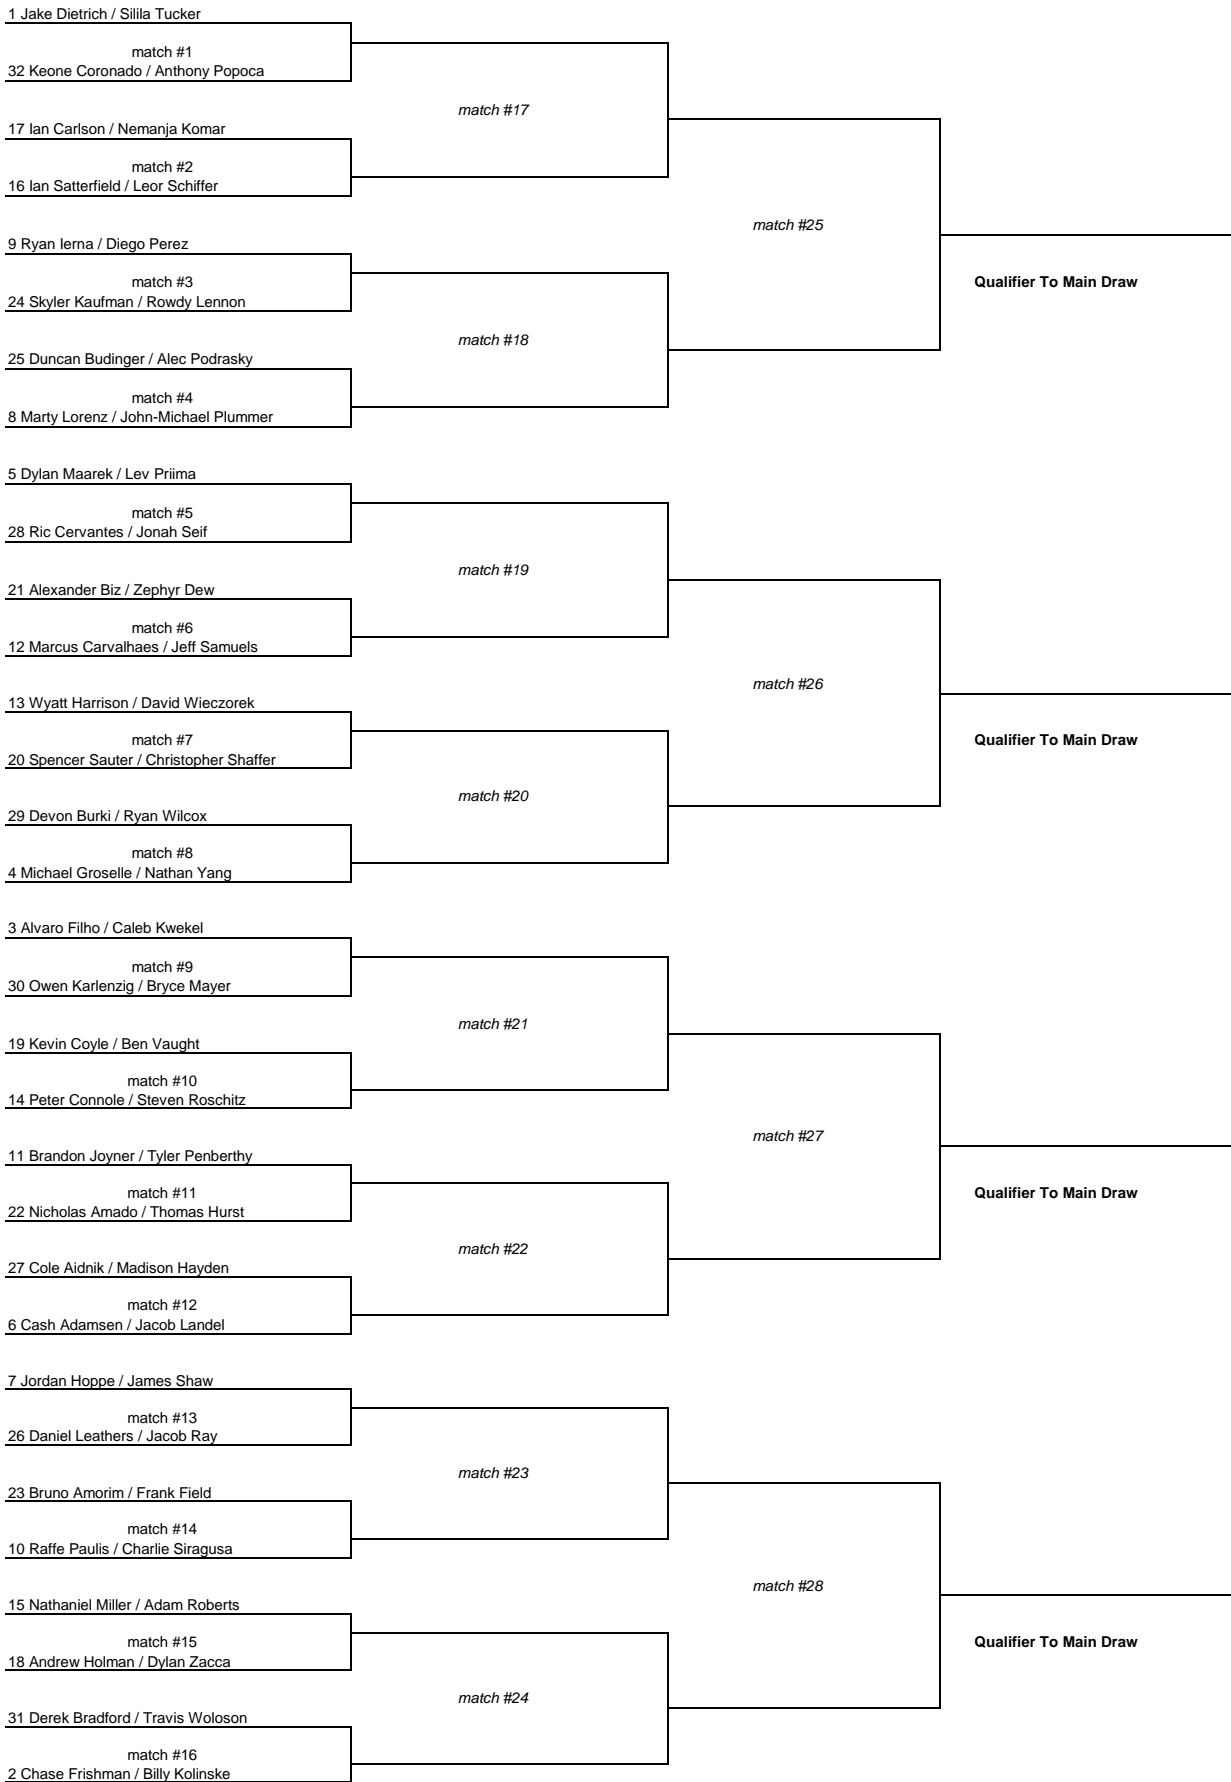 1 Jake Dietrich / Silila Tucker
match #1
32 Keone Coronado / Anthony Popoca
match #17
17 Ian Carlson / Nemanja Komar
match #2
16 Ian Satterfield / Leor Schiffer
match #25
9 Ryan Ierna / Diego Perez
match #3
Qualifier To Main Draw
24 Skyler Kaufman / Rowdy Lennon
match #18
25 Duncan Budinger / Alec Podrasky
match #4
8 Marty Lorenz / John-Michael Plummer
5 Dylan Maarek / Lev Priima
match #5
28 Ric Cervantes / Jonah Seif
match #19
21 Alexander Biz / Zephyr Dew
match #6
12 Marcus Carvalhaes / Jeff Samuels
match #26
13 Wyatt Harrison / David Wieczorek
match #7
Qualifier To Main Draw
20 Spencer Sauter / Christopher Shaffer
match #20
29 Devon Burki / Ryan Wilcox
match #8
4 Michael Groselle / Nathan Yang
3 Alvaro Filho / Caleb Kwekel
match #9
30 Owen Karlenzig / Bryce Mayer
match #21
19 Kevin Coyle / Ben Vaught
match #10
14 Peter Connole / Steven Roschitz
match #27
11 Brandon Joyner / Tyler Penberthy
match #11
Qualifier To Main Draw
22 Nicholas Amado / Thomas Hurst
match #22
27 Cole Aidnik / Madison Hayden
match #12
6 Cash Adamsen / Jacob Landel
7 Jordan Hoppe / James Shaw
match #13
26 Daniel Leathers / Jacob Ray
match #23
23 Bruno Amorim / Frank Field
match #14
10 Raffe Paulis / Charlie Siragusa
match #28
15 Nathaniel Miller / Adam Roberts
match #15
Qualifier To Main Draw
18 Andrew Holman / Dylan Zacca
match #24
31 Derek Bradford / Travis Woloson
match #16
2 Chase Frishman / Billy Kolinske